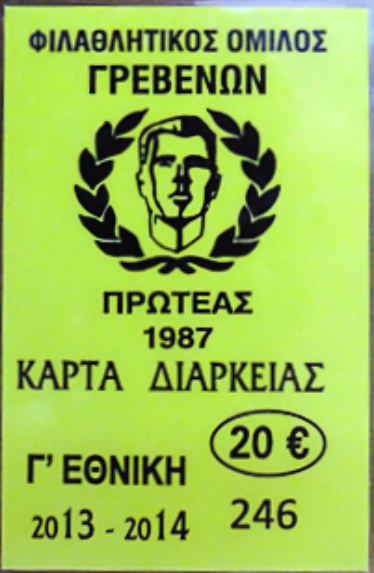 ΦΙΛΑΘΛΗΤΙΚΟΣ ΟΜΙΛΟΣ
ΓΡΕΒΕΝΩΝ
ΠΡΩΤΕΑΣ
1987
ΚΑΡΤΑ ΔΙΑΡΚΕΙΑΣ
20 €
Γ' ΕΘΝΙΚΗ
2013 - 2014
246